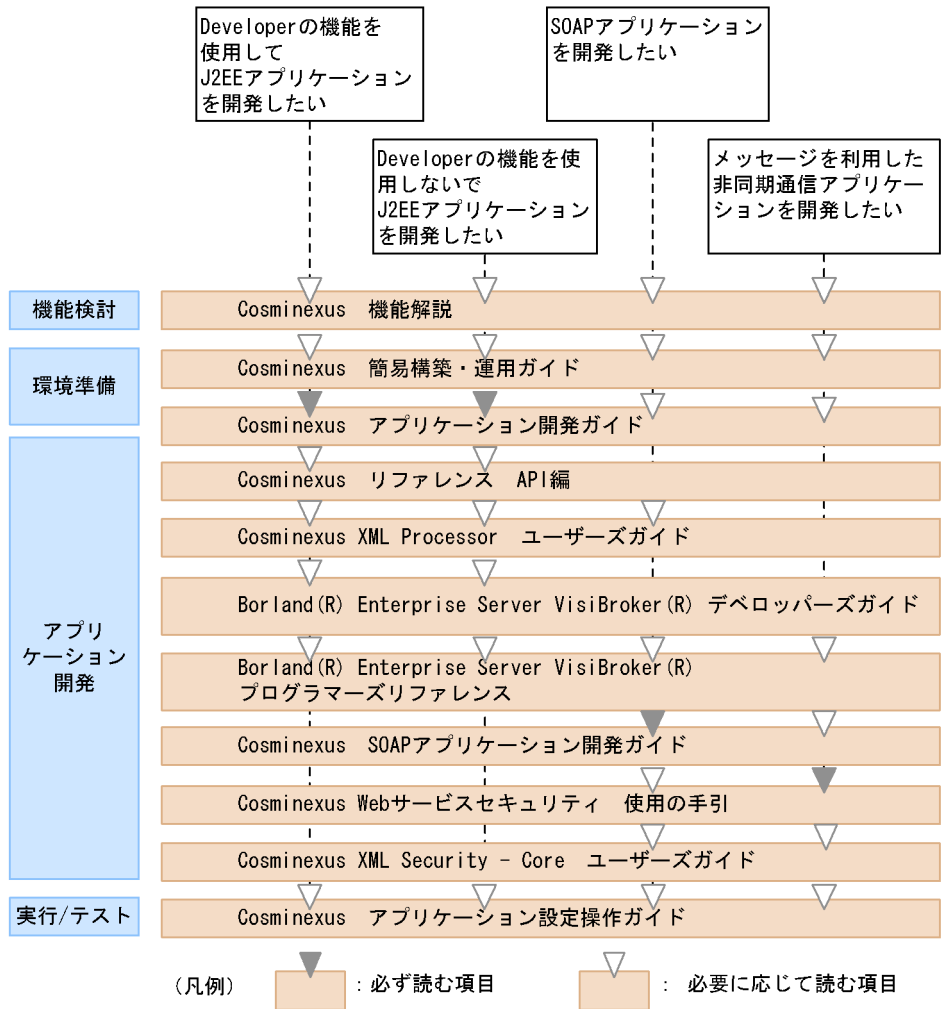 Developerの機能を
使用して
J2EEアプリケーション
を開発したい
SOAPアプリケーション
を開発したい
Developerの機能を使
用しないで
J2EEアプリケーション
を開発したい
メッセージを利用した
非同期通信アプリケー
ションを開発したい
機能検討
Cosminexus 機能解説
環境準備
Cosminexus 簡易構築・運用ガイド
Cosminexus アプリケーション開発ガイド
アプリ
ケーション
開発
Cosminexus リファレンス API編
Cosminexus XML Processor ユーザーズガイド
Borland(R) Enterprise Server VisiBroker(R) デベロッパーズガイド
Borland(R) Enterprise Server VisiBroker(R)
プログラマーズリファレンス
Cosminexus SOAPアプリケーション開発ガイド
Cosminexus Webサービスセキュリティ 使用の手引
Cosminexus XML Security - Core ユーザーズガイド
実行/テスト
Cosminexus アプリケーション設定操作ガイド
(凡例)
：必ず読む項目
： 必要に応じて読む項目